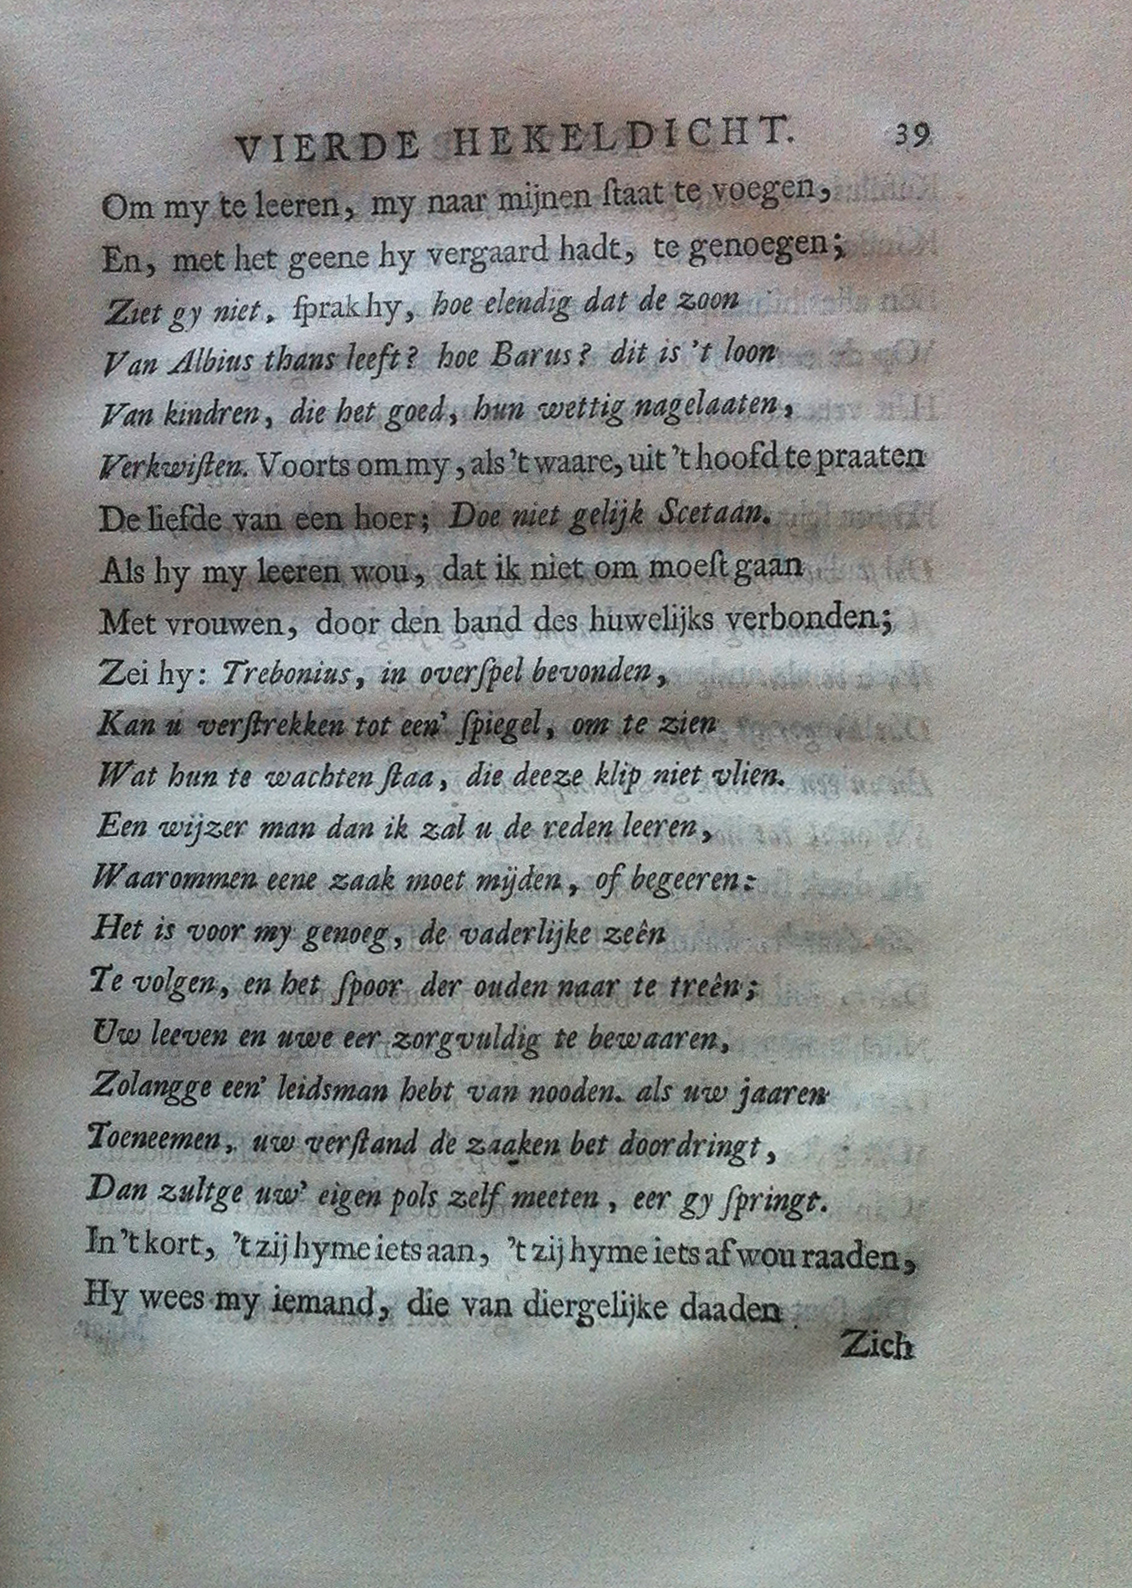 VIERDE HEKELDICHT. 39
Om my te leeren, my naar mijnen ſtaat te voegen,
En, met het geene hy vergaard hadt, te genoegen;
Ziet gy niet, ſprak hy, hoe elendig dat de zoon
Van Albius thans leeft? hoe Barus? dit is 't loon
Van kindren, die het goed, hun wettig nagelaaten,
Verkwiſten. Voorts om my, als 't waare, uit 't hoofd te praaten
De liefde van een hoer; Doe niet gelijk Scetaan.
Als hy my leeren wou, dat ik niet om moeſt gaan
Met vrouwen, door den band des huwelijks verbonden;
Zei hy: Trebonius, in overſpel bevonden,
Kan u verſtrekken tot een' ſpiegel, om te zien
Wat hun te wachten ſtaa, die deeze klip niet vlien.
Een wijzer man dan ik zal u de reden leeren,
Waarommen eene zaak moet mijden, of begeeren:
Het is voor my genoeg, de vaderlijke zeên
Te volgen, en het ſpoor der ouden naar te treên;
Uw leeven en uwe eer zorgvuldig te bewaaren,
Zolangge een' leidsman hebt van nooden. als uw jaaren
Toeneemen, uw verſtand de zaaken bet doordringt,
Dan zultge uw' eigen pols zelf meeten, eer gy ſpringt.
In 't kort, 't zij hy me iets aan, 't zij hy me iets af wou raaden,
Hy wees my iemand, die van diergelijke daaden
Zich